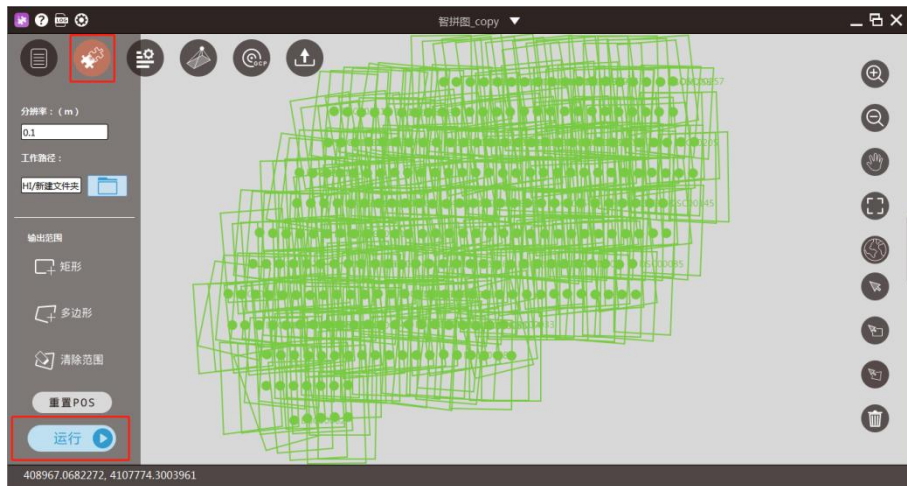 LOG
智拼图_copy ▼
GCP
分辨率：（m）
0.1
工作路径：
HI/新建文件夹
输出范围
矩形
多边形
清除范围
重置POS
运行
408967.0682272, 4107774.3003961